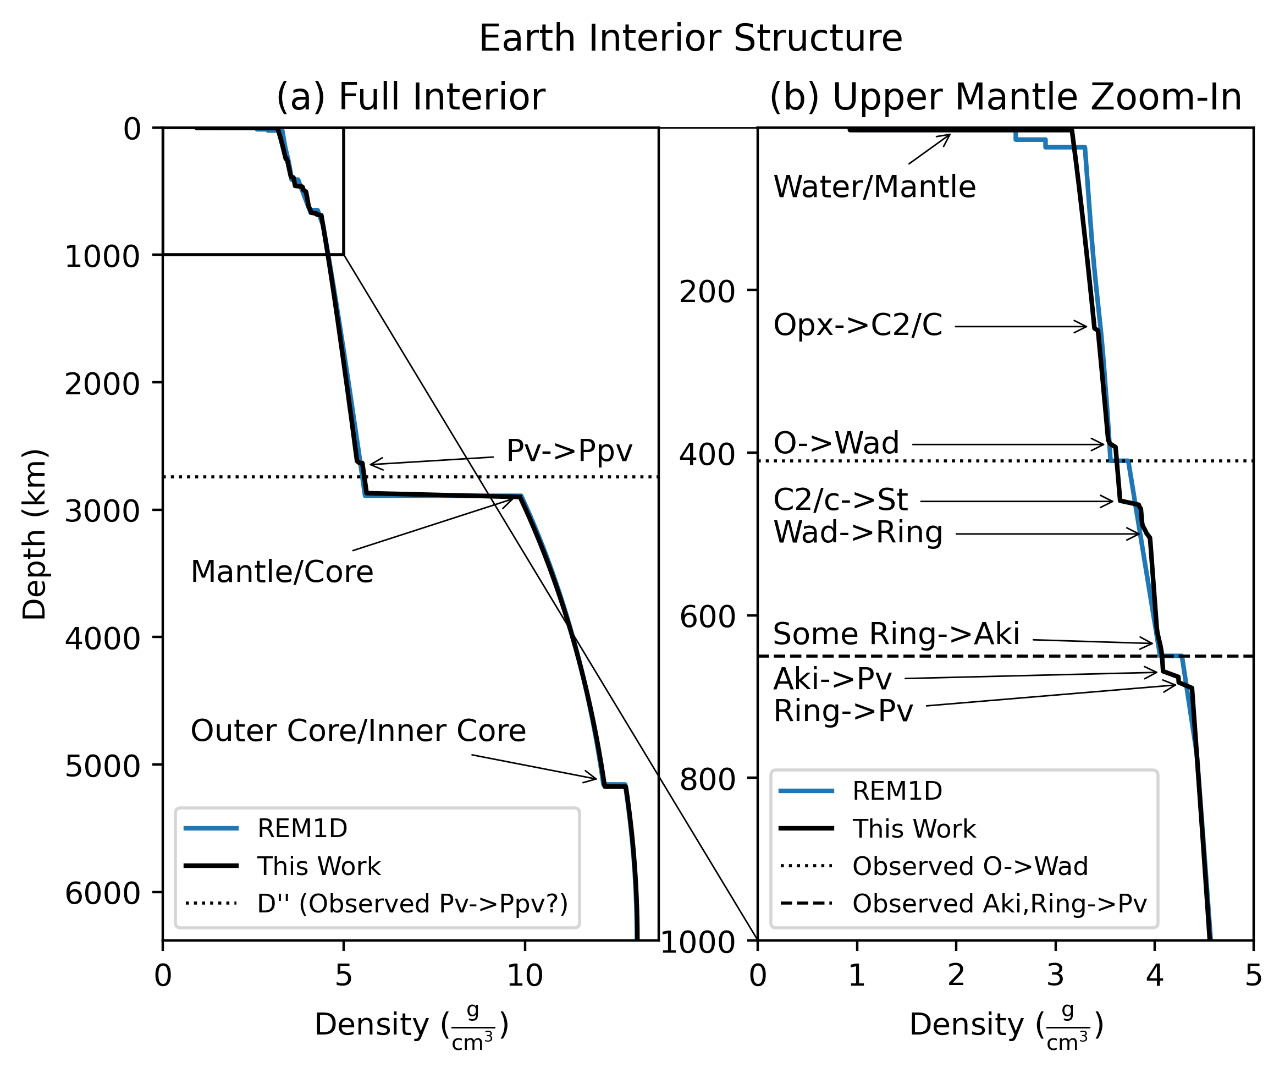 Earth Interior Structure
(a) Full Interior
0
1000
2000
3000
4000
5000
6000
Depth (km)
Pv->Ppv
Mantle/Core
Outer Core/Inner Core
REM1D
This Work
D'' (Observed Pv->Ppv?)
0
5
10
Density (g/cm³)
(b) Upper Mantle Zoom-In
200
400
600
800
1000
Water/Mantle
Opx->C2/C
O->Wad
C2/c->St
Wad->Ring
Some Ring->Aki
Aki->Pv
Ring->Pv
REM1D
This Work
Observed O->Wad
Observed Aki,Ring->Pv
0
1
2
3
4
5
Density (g/cm³)